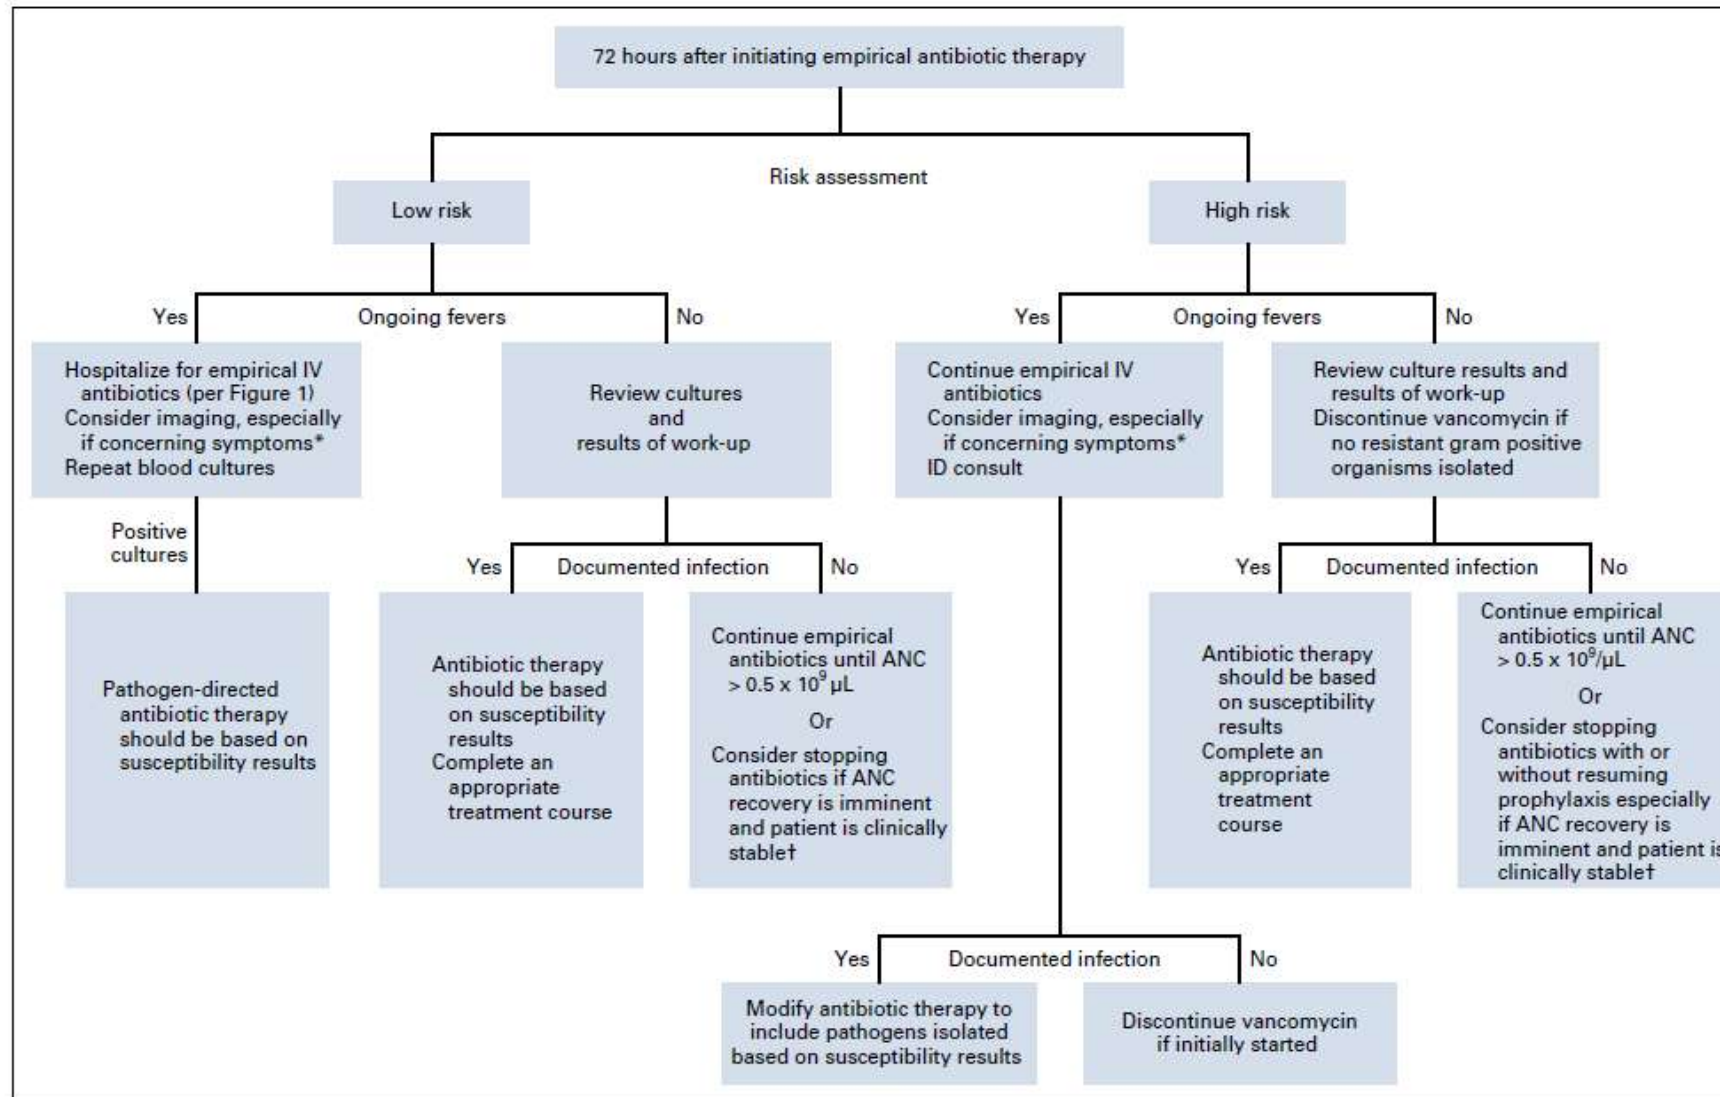 72 hours after initiating empirical antibiotic therapy
Risk assessment
Low risk
High risk
Yes
Ongoing fevers
No
Yes
Ongoing fevers
No
Hospitalize for empirical IV
antibiotics (per Figure 1)
Consider imaging, especially
if concerning symptoms*
Repeat blood cultures
Review cultures
and
results of work-up
Continue empirical IV
antibiotics
Consider imaging, especially
if concerning symptoms*
ID consult
Review culture results and
results of work-up
Discontinue vancomycin if
no resistant gram positive
organisms isolated
Positive
cultures
Yes
Documented infection
No
Yes
Documented infection
No
Pathogen-directed
antibiotic therapy
should be based on
susceptibility results
Antibiotic therapy
should be based
on susceptibility
results
Complete an
appropriate
treatment course
Continue empirical
antibiotics until ANC
> 0.5 x 10⁹ µL
Or
Consider stopping
antibiotics if ANC
recovery is imminent
and patient is clinically
stable†
Antibiotic therapy
should be based
on susceptibility
results
Complete an
appropriate
treatment
course
Continue empirical
antibiotics until ANC
> 0.5 x 10⁹/µL
Or
Consider stopping
antibiotics with or
without resuming
prophylaxis especially
if ANC recovery is
imminent and patient is
clinically stable†
Yes
Documented infection
No
Modify antibiotic therapy to
include pathogens isolated
based on susceptibility results
Discontinue vancomycin
if initially started